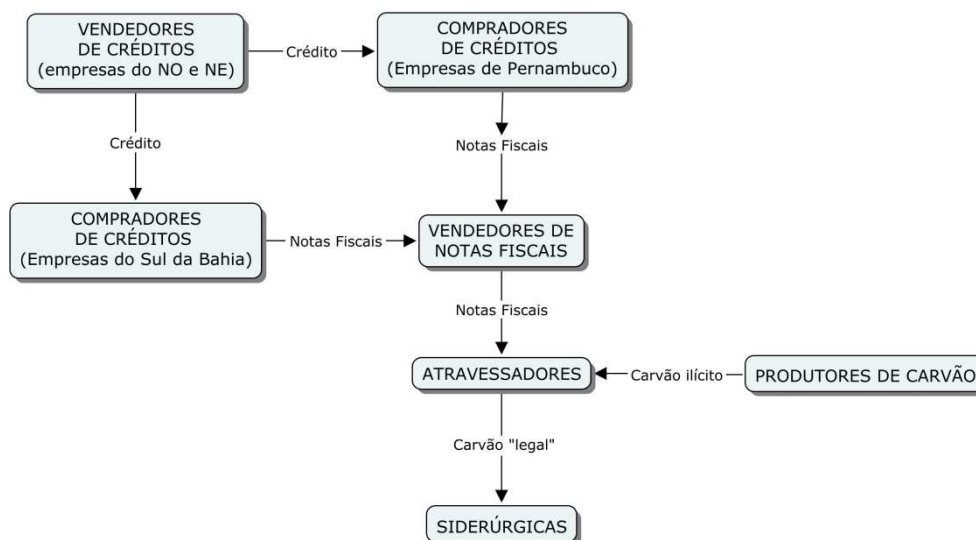 VENDEDORES
DE CRÉDITOS
(empresas do NO e NE)
Crédito
COMPRADORES
DE CRÉDITOS
(Empresas de Pernambuco)
Crédito
Notas Fiscais
COMPRADORES
DE CRÉDITOS
(Empresas do Sul da Bahia)
Notas Fiscais
VENDEDORES DE
NOTAS FISCAIS
Notas Fiscais
ATRAVESSADORES
Carvão ilícito
PRODUTORES DE CARVÃO
Carvão "legal"
SIDERÚRGICAS